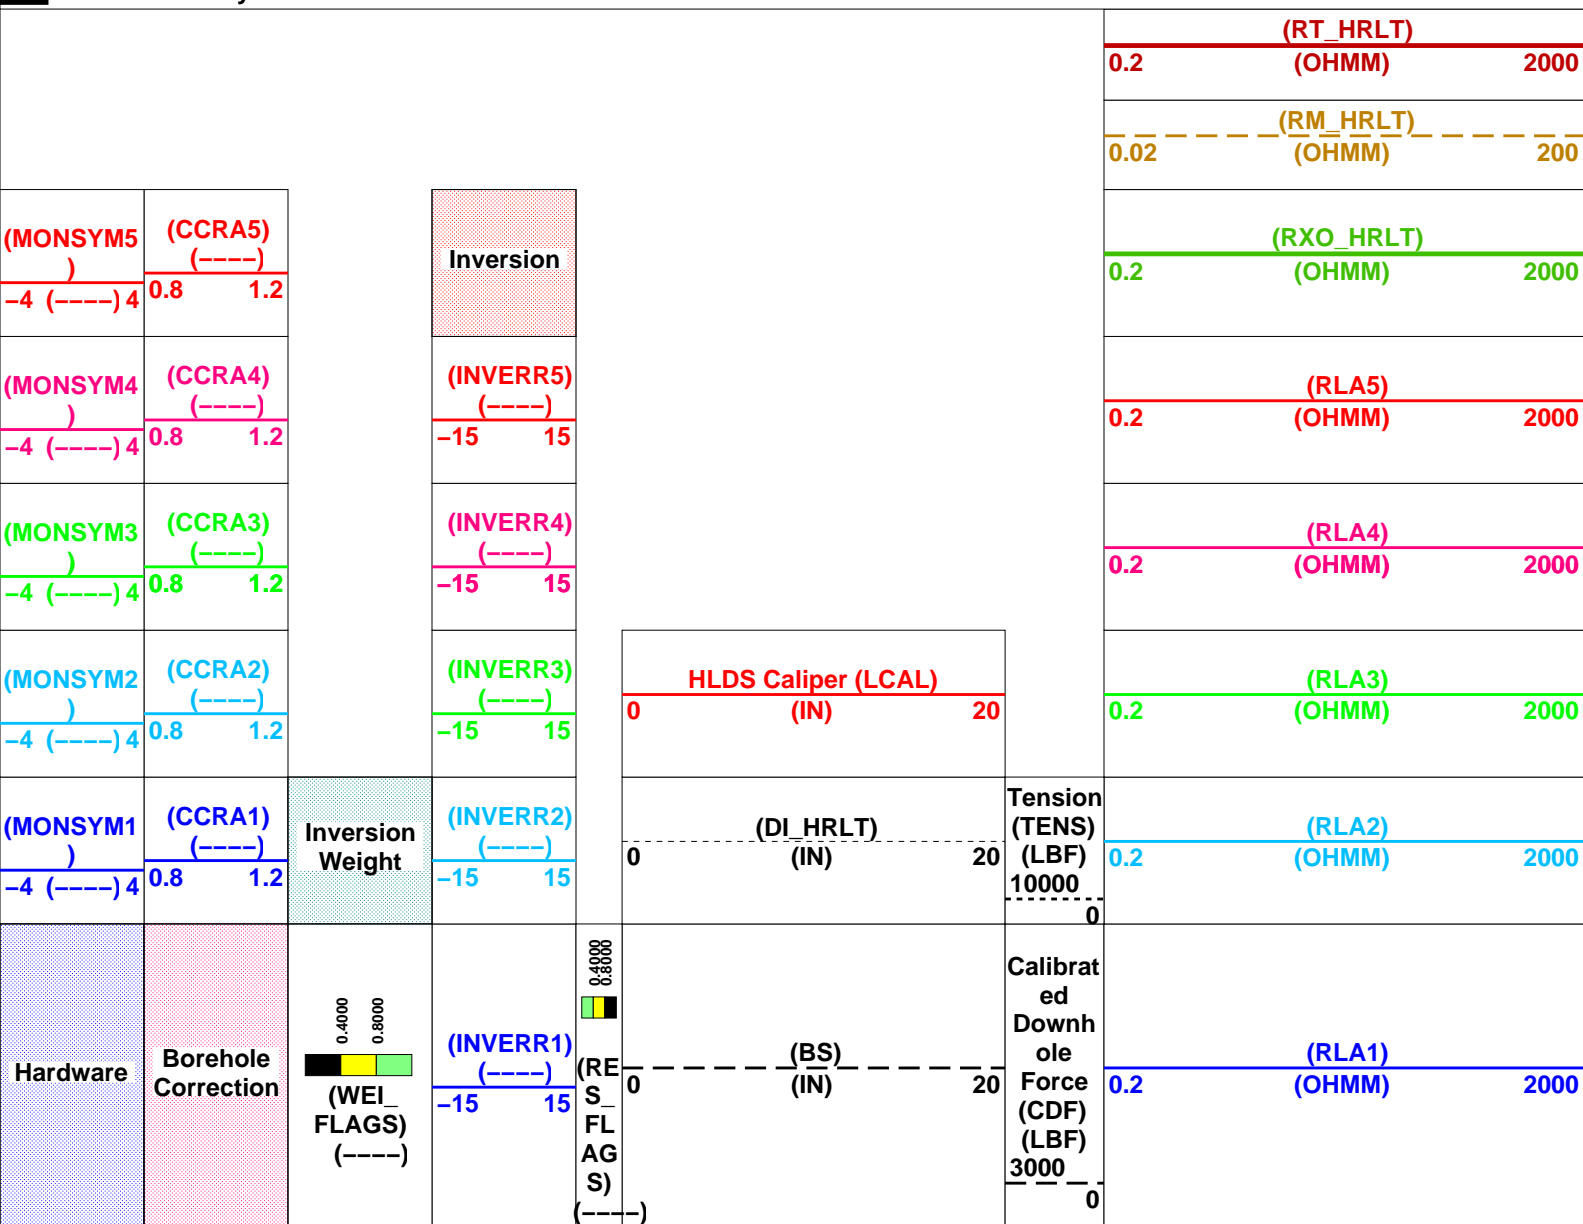 (RT_HRLT)
0.2 (OHMM) 2000
(RM_HRLT)
0.02 (OHMM) 200
(MONSYM5
)
−4 (−−−−) 4
(CCRA5)
(−−−−)
0.8 1.2
Inversion
(RXO_HRLT)
0.2 (OHMM) 2000
(MONSYM4
)
−4 (−−−−) 4
(CCRA4)
(−−−−)
0.8 1.2
(INVERR5)
(−−−−)
−15 15
(RLA5)
0.2 (OHMM) 2000
(MONSYM3
)
−4 (−−−−) 4
(CCRA3)
(−−−−)
0.8 1.2
(INVERR4)
(−−−−)
−15 15
(RLA4)
0.2 (OHMM) 2000
(MONSYM2
)
−4 (−−−−) 4
(CCRA2)
(−−−−)
0.8 1.2
(INVERR3)
(−−−−)
−15 15
HLDS Caliper (LCAL)
0 (IN) 20
(RLA3)
0.2 (OHMM) 2000
(MONSYM1
)
−4 (−−−−) 4
(CCRA1)
(−−−−)
0.8 1.2
Inversion
Weight
(INVERR2)
(−−−−)
−15 15
(DI_HRLT)
0 (IN) 20
Tension
(TENS)
(LBF)
10000
0
(RLA2)
0.2 (OHMM) 2000
Hardware
Borehole
Correction
0.4000
0.8000
(WEI_
FLAGS)
(−−−−)
(INVERR1)
(−−−−)
−15 15
0.4000
0.8000
(RE
S_
FL
AG
S)
(−−−−)
(BS)
0 (IN) 20
Calibrat
ed
Downh
ole
Force
(CDF)
(LBF)
3000
0
(RLA1)
0.2 (OHMM) 2000